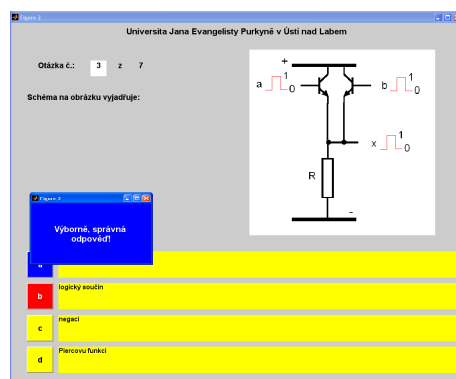 Figure 2
Universita Jana Evangelisty Purkyně v Ústí nad Labem
Otázka č.: 3 z 7
Schéma na obrázku vyjadřuje:
+
a 1 0
b 1 0
x 1 0
R
-
Figure 3
Výborně, správná
odpověď!
a
b logický součin
c negaci
d Piercovu funkci